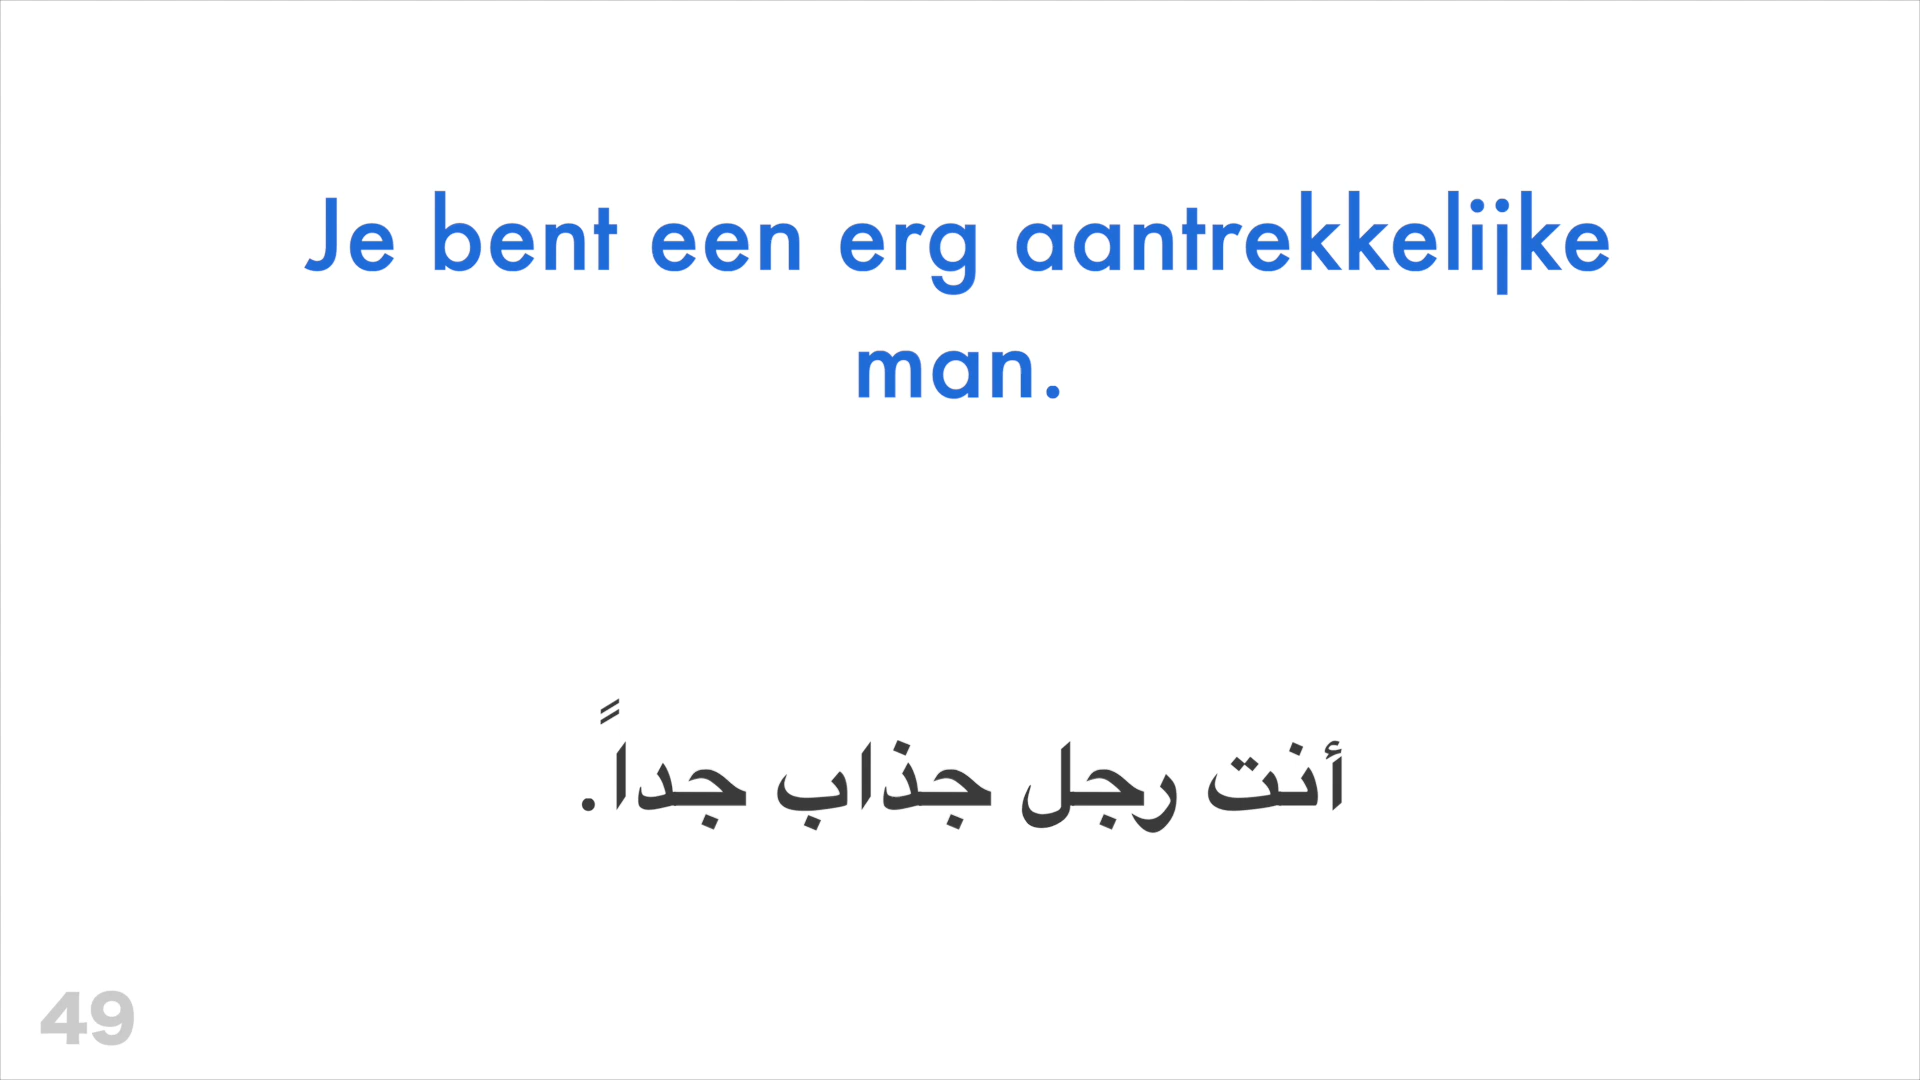 Je bent een erg aantrekkelijke
man.
أنت رجل جذاب جداً.
49